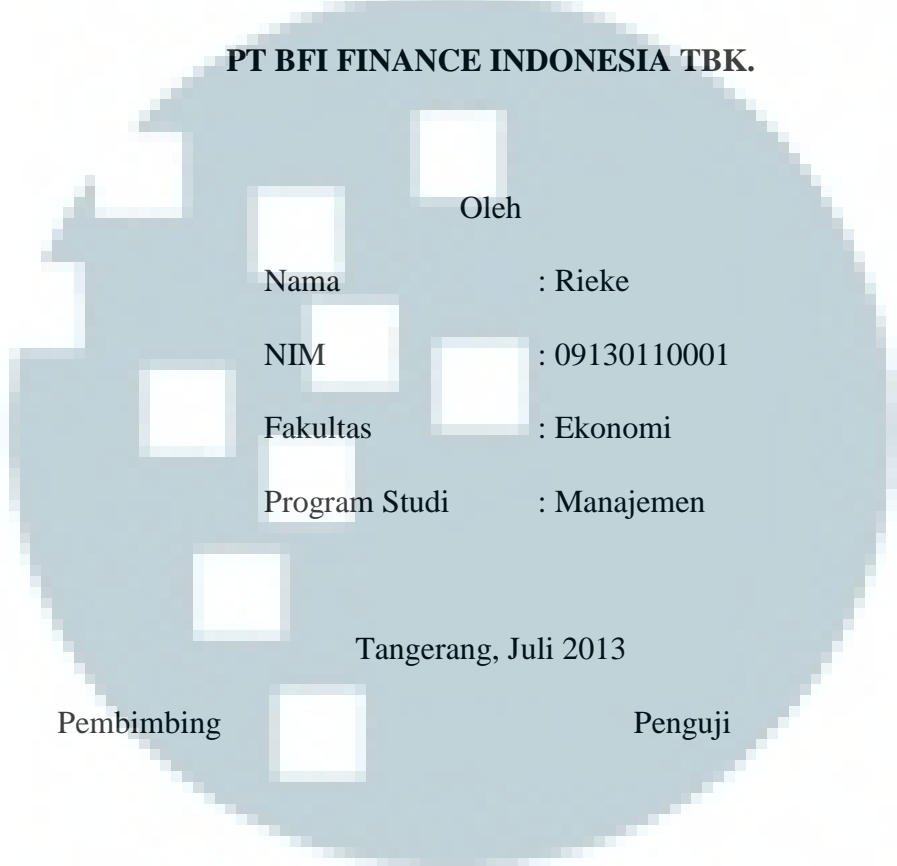 PT BFI FINANCE INDONESIA TBK.
Oleh
Nama : Rieke
NIM : 09130110001
Fakultas : Ekonomi
Program Studi : Manajemen
Tangerang, Juli 2013
Pembimbing Penguji